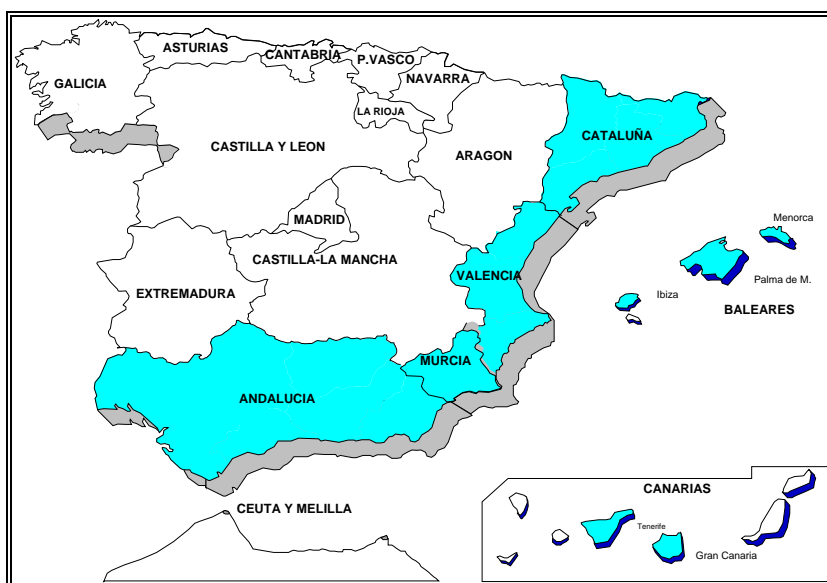 ASTURIAS
CANTABRIA
P.VASCO
NAVARRA
GALICIA
LA RIOJA
CATALUÑA
CASTILLA Y LEON
ARAGON
MADRID
Menorca
CASTILLA-LA MANCHA
VALENCIA
Palma de M.
EXTREMADURA
Ibiza
BALEARES
MURCIA
ANDALUCIA
CEUTA Y MELILLA
CANARIAS
Tenerife
Gran Canaria